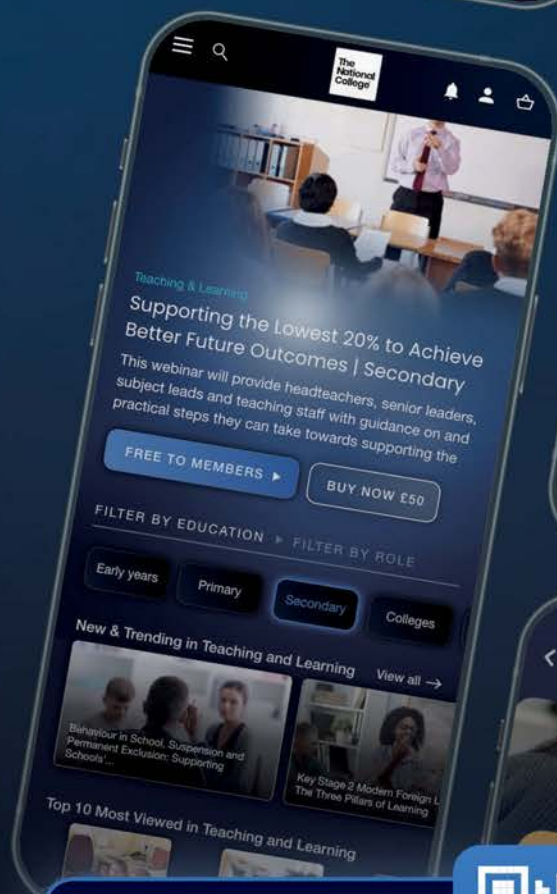 The
National
College
Teaching & Learning
Supporting the Lowest 20% to Achieve
Better Future Outcomes | Secondary
This webinar will provide headteachers, senior leaders,
subject leads and teaching staff with guidance on and
practical steps they can take towards supporting the
FREE TO MEMBERS
BUY NOW £50
FILTER BY EDUCATION
FILTER BY ROLE
Early years
Primary
Secondary
Colleges
New & Trending in Teaching and Learning
View all →
Behaviour in School, Suspension and
Permanent Exclusion: Supporting
Schools'...
Key Stage 2 Modern Foreign L
The Three Pillars of Learning
Top 10 Most Viewed in Teaching and Learning